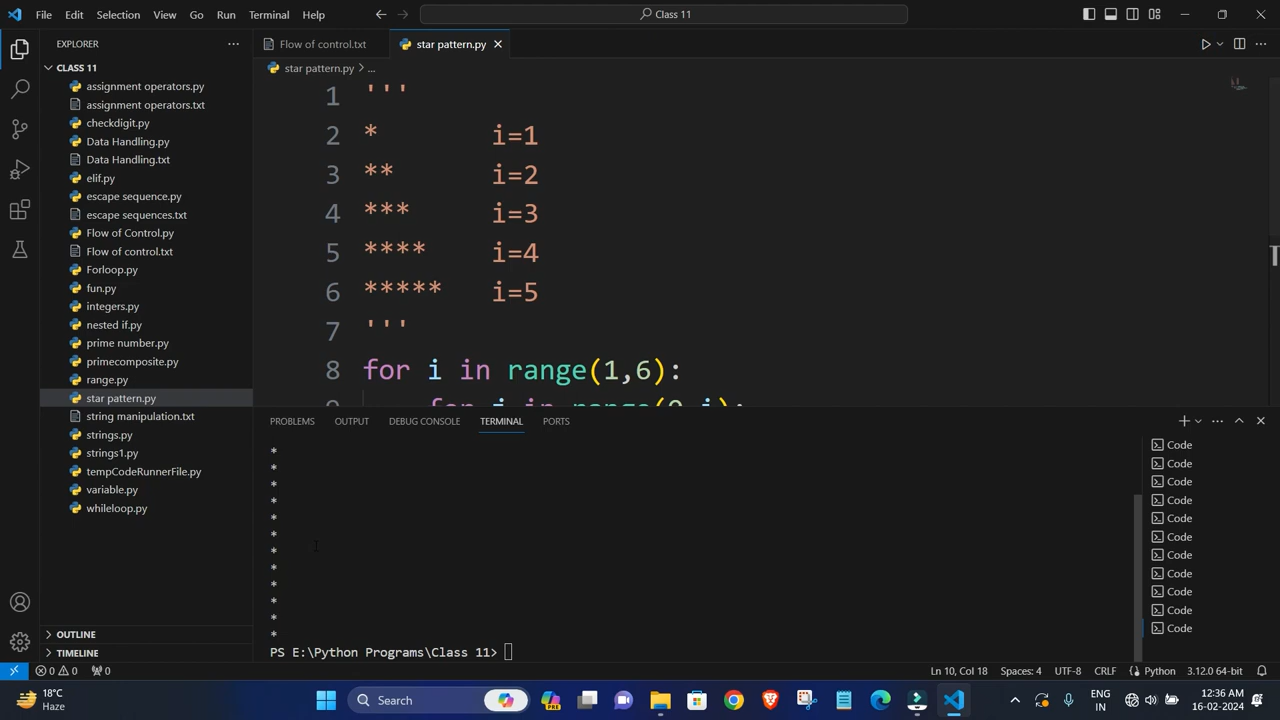 File Edit Selection View Go Run Terminal Help Class 11
EXPLORER
CLASS 11
assignment operators.py
assignment operators.txt
checkdigit.py
Data Handling.py
Data Handling.txt
elif.py
escape sequence.py
escape sequences.txt
Flow of Control.py
Flow of control.txt
Forloop.py
fun.py
integers.py
nested if.py
prime number.py
primecomposite.py
range.py
star pattern.py
string manipulation.txt
strings.py
strings1.py
tempCodeRunnerFile.py
variable.py
whileloop.py
OUTLINE
TIMELINE
Flow of control.txt star pattern.py
star pattern.py > ...
1 '''
2 * i=1
3 ** i=2
4 *** i=3
5 **** i=4
6 ***** i=5
7 '''
8 for i in range(1,6):
PROBLEMS OUTPUT DEBUG CONSOLE TERMINAL PORTS
*
*
*
*
*
*
*
*
*
*
*
*
PS E:\Python Programs\Class 11>
Code
Code
Code
Code
Code
Code
Code
Code
Code
Code
Code
0 0 0 Ln 10, Col 18 Spaces: 4 UTF-8 CRLF Python 3.12.0 64-bit
18°C
Haze
Search
PRE
ENG
IN
12:36 AM
16-02-2024